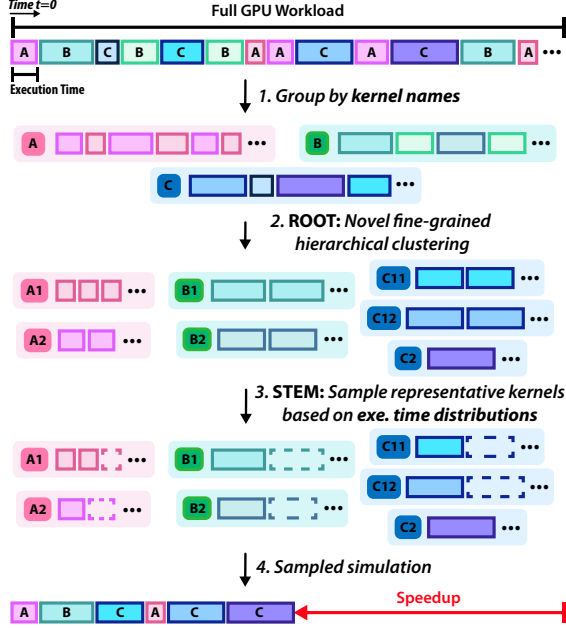 Time t=0
Full GPU Workload
A B C B C B A A C A C B A ...
Execution Time
1. Group by kernel names
A ... B ...
C ...
2. ROOT: Novel fine-grained
hierarchical clustering
A1 ... B1 ... C11 ...
C12 ...
A2 ... B2 ... C2 ...
3. STEM: Sample representative kernels
based on exe. time distributions
A1 ... B1 ... C11 ...
C12 ...
A2 ... B2 ... C2 ...
4. Sampled simulation
Speedup
A B C A C C